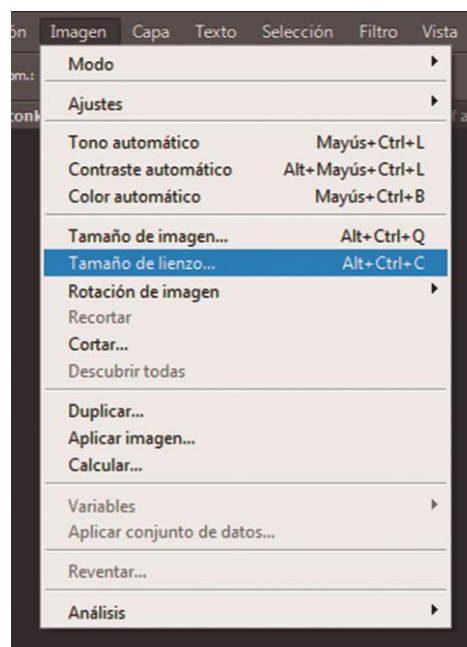 ón Imagen Capa Texto Selección Filtro Vista
om.:
Modo
Ajustes
Tono automático Mayús+Ctrl+L
Contraste automático Alt+Mayús+Ctrl+L
Color automático Mayús+Ctrl+B
Tamaño de imagen... Alt+Ctrl+Q
Tamaño de lienzo... Alt+Ctrl+C
Rotación de imagen
Recortar
Cortar...
Descubrir todas
Duplicar...
Aplicar imagen...
Calcular...
Variables
Aplicar conjunto de datos...
Reventar...
Análisis